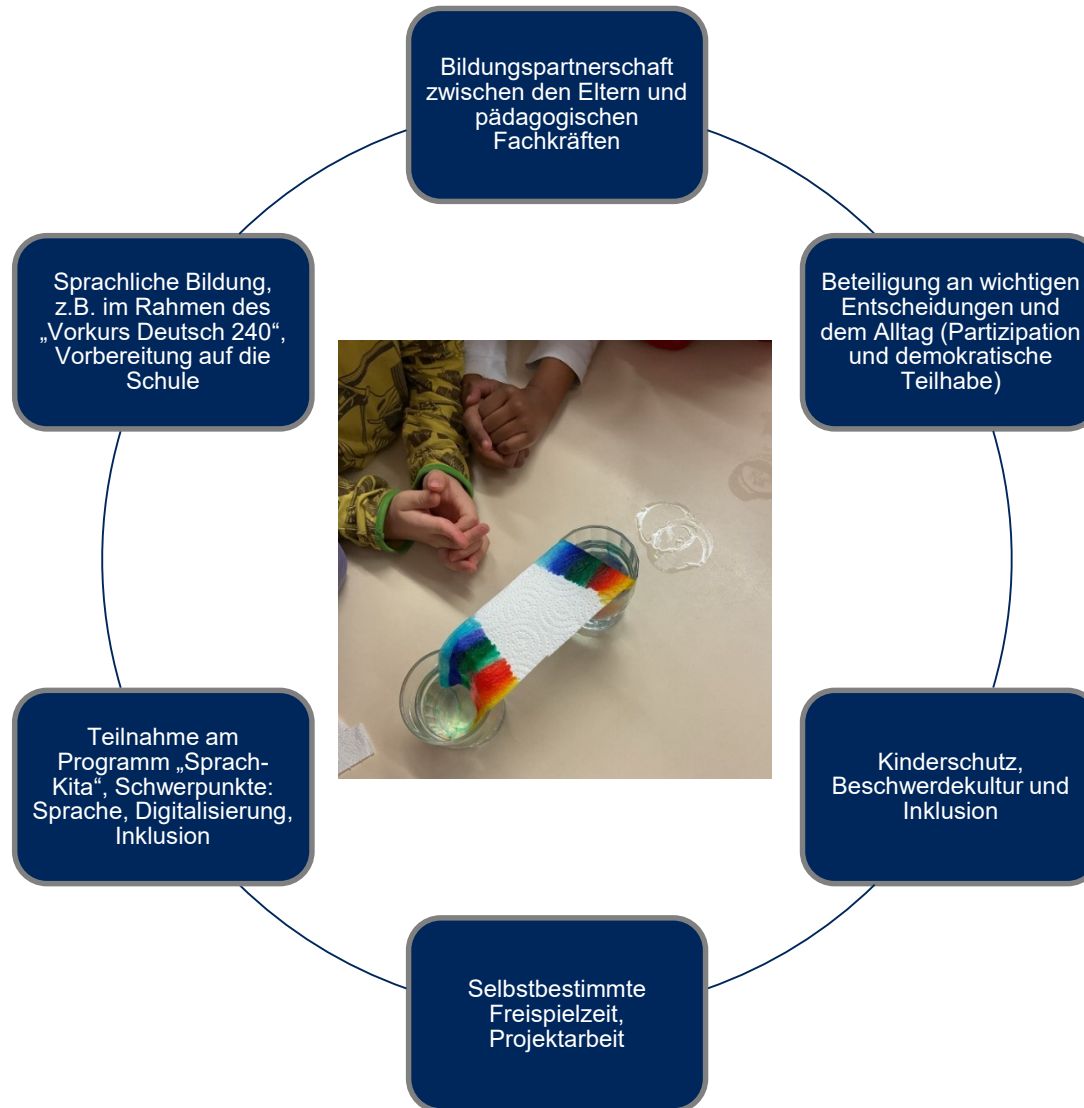 Bildungspartnerschaft
zwischen den Eltern und
pädagogischen
Fachkräften
Beteiligung an wichtigen
Entscheidungen und
dem Alltag (Partizipation
und demokratische
Teilhabe)
Kinderschutz,
Beschwerdekultur und
Inklusion
Selbstbestimmte
Freispielzeit,
Projektarbeit
Teilnahme am
Programm „Sprach-
Kita“, Schwerpunkte:
Sprache, Digitalisierung,
Inklusion
Sprachliche Bildung,
z.B. im Rahmen des
„Vorkurs Deutsch 240“,
Vorbereitung auf die
Schule